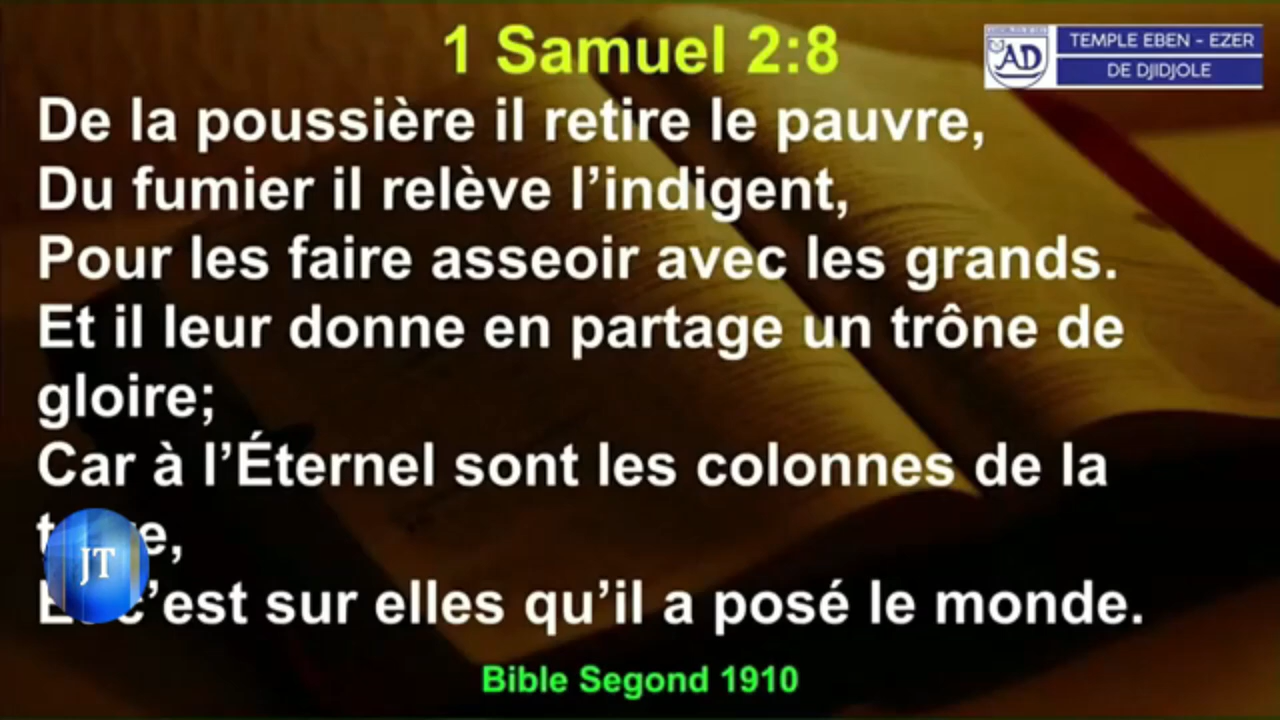 1 Samuel 2:8
AD
TEMPLE EBEN - EZER
DE DJIDJOLE
De la poussière il retire le pauvre,
Du fumier il relève l’indigent,
Pour les faire asseoir avec les grands.
Et il leur donne en partage un trône de
gloire;
Car à l’Éternel sont les colonnes de la
JT
c’est sur elles qu’il a posé le monde.
Bible Segond 1910